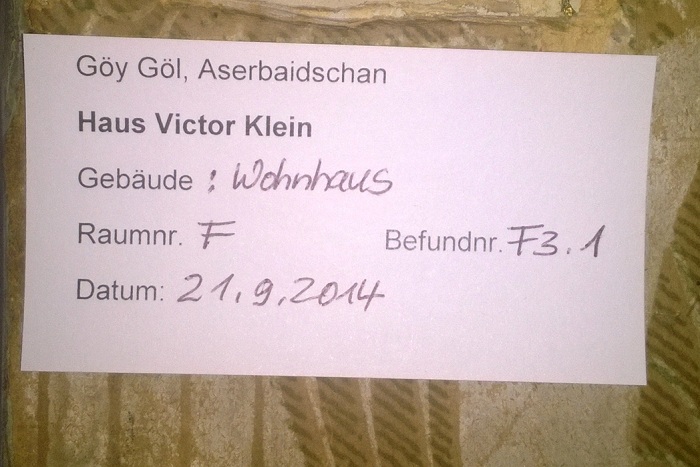 Göy Göl, Aserbaidschan
Haus Victor Klein
Gebäude : Wohnhaus
Raumnr. F Befundnr. F3.1
Datum: 21.9.2014